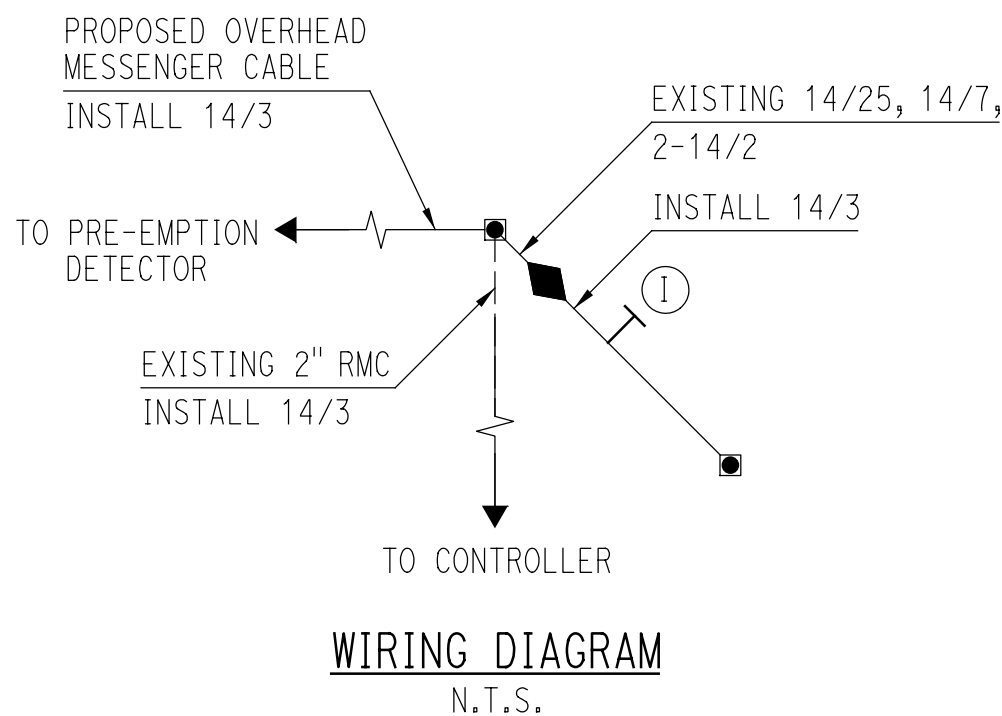 PROPOSED OVERHEAD
MESSENGER CABLE
INSTALL 14/3
EXISTING 14/25, 14/7,
2-14/2
INSTALL 14/3
TO PRE-EMPTION
DETECTOR
I
EXISTING 2" RMC
INSTALL 14/3
TO CONTROLLER
WIRING DIAGRAM
N.T.S.